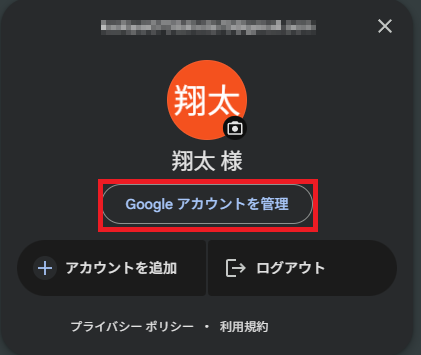 翔太
翔太 様
Google アカウントを管理
アカウントを追加
ログアウト
プライバシー ポリシー • 利用規約